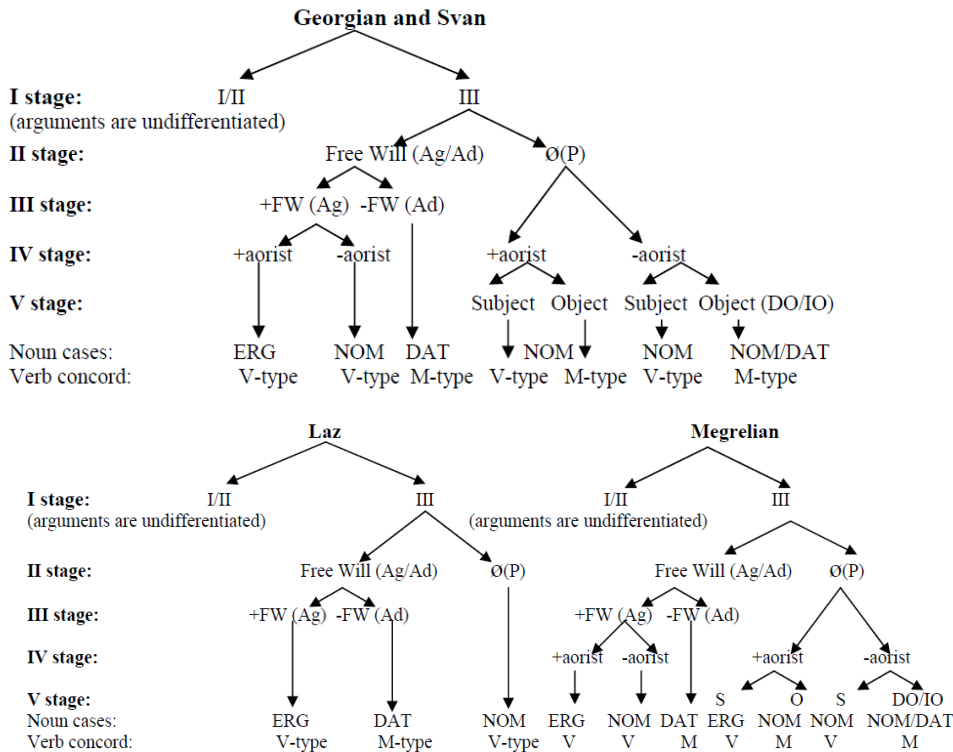 Georgian and Svan
I stage: I/II III
(arguments are undifferentiated)
II stage: Free Will (Ag/Ad) Ø(P)
III stage: +FW (Ag) -FW (Ad)
IV stage: +aorist -aorist +aorist -aorist
V stage: Subject Object Subject Object (DO/IO)
Noun cases: ERG NOM DAT NOM NOM NOM/DAT
Verb concord: V-type V-type M-type V-type M-type V-type M-type
Laz Megrelian
I stage: I/II III I/II III
(arguments are undifferentiated) (arguments are undifferentiated)
II stage: Free Will (Ag/Ad) Ø(P) Free Will (Ag/Ad) Ø(P)
III stage: +FW (Ag) -FW (Ad) +FW (Ag) -FW (Ad)
IV stage: +aorist -aorist +aorist -aorist
V stage: S O S DO/IO
Noun cases: ERG DAT NOM ERG NOM DAT ERG NOM NOM NOM/DAT
Verb concord: V-type M-type V-type V V M V M V M